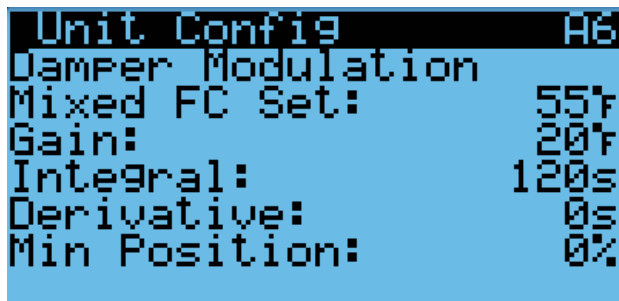 Unit Config A6
Damper Modulation
Mixed FC Set: 55°F
Gain: 20°F
Integral: 120s
Derivative: 0s
Min Position: 0%